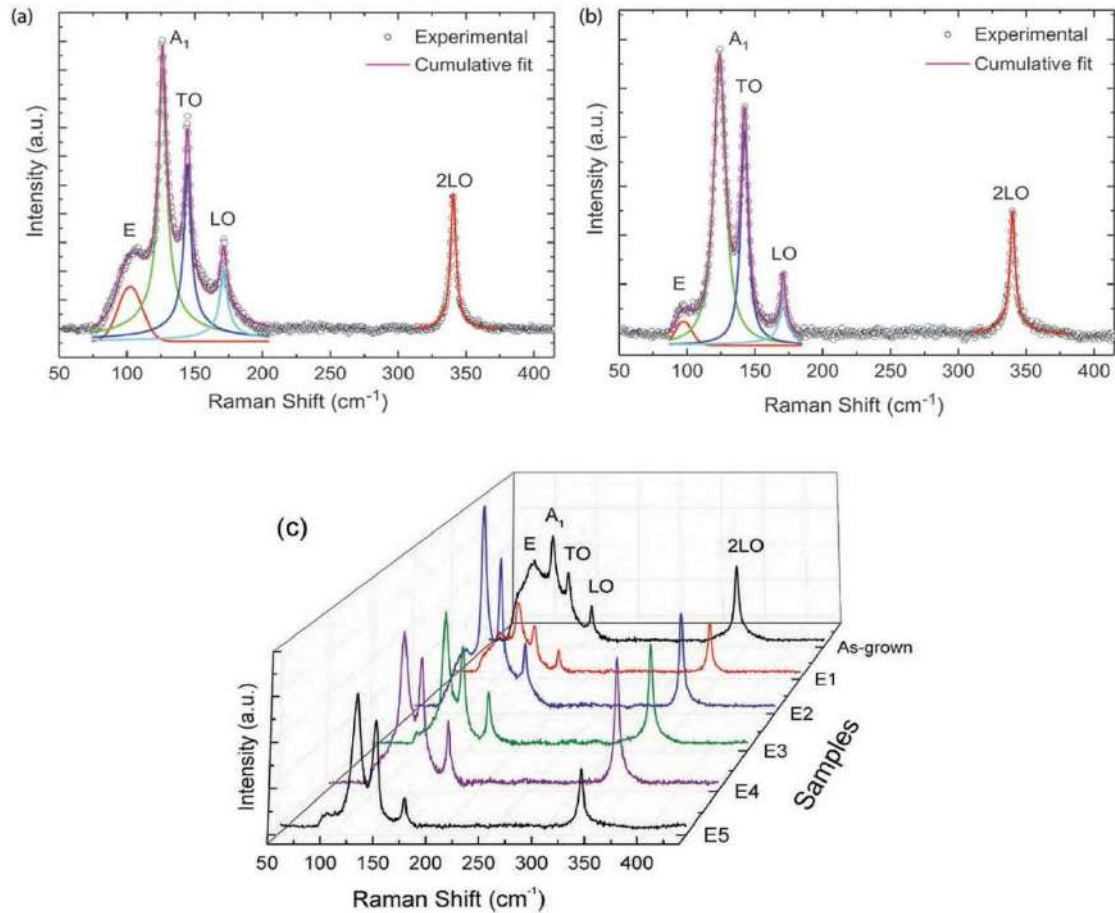 (a)
A₁
Experimental
Cumulative fit
TO
E
LO
2LO
Intensity (a.u.)
50 100 150 200 250 300 350 400
Raman Shift (cm⁻¹)
(b)
A₁
Experimental
Cumulative fit
TO
E
LO
2LO
Intensity (a.u.)
50 100 150 200 250 300 350 400
Raman Shift (cm⁻¹)
(c)
A₁
E
TO
LO
2LO
As-grown
E1
E2
E3
E4
E5
Samples
Intensity (a.u.)
50 100 150 200 250 300 350 400
Raman Shift (cm⁻¹)